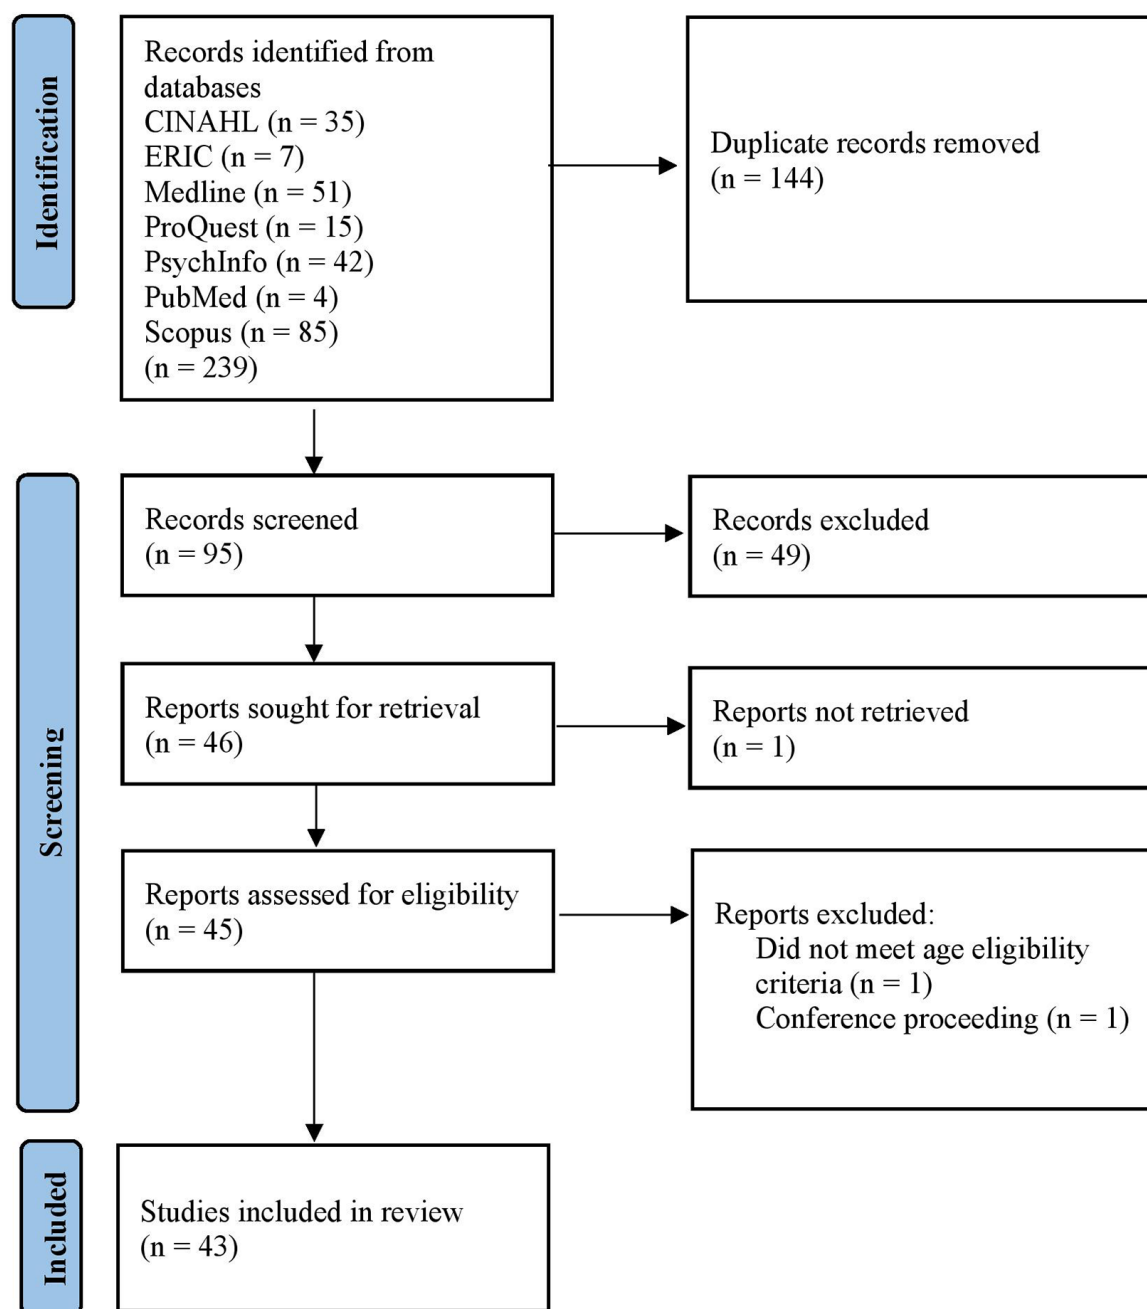 Identification
Records identified from
databases
CINAHL (n = 35)
ERIC (n = 7)
Medline (n = 51)
ProQuest (n = 15)
PsychInfo (n = 42)
PubMed (n = 4)
Scopus (n = 85)
(n = 239)
Duplicate records removed
(n = 144)
Screening
Records screened
(n = 95)
Records excluded
(n = 49)
Reports sought for retrieval
(n = 46)
Reports not retrieved
(n = 1)
Reports assessed for eligibility
(n = 45)
Reports excluded:
Did not meet age eligibility
criteria (n = 1)
Conference proceeding (n = 1)
Included
Studies included in review
(n = 43)